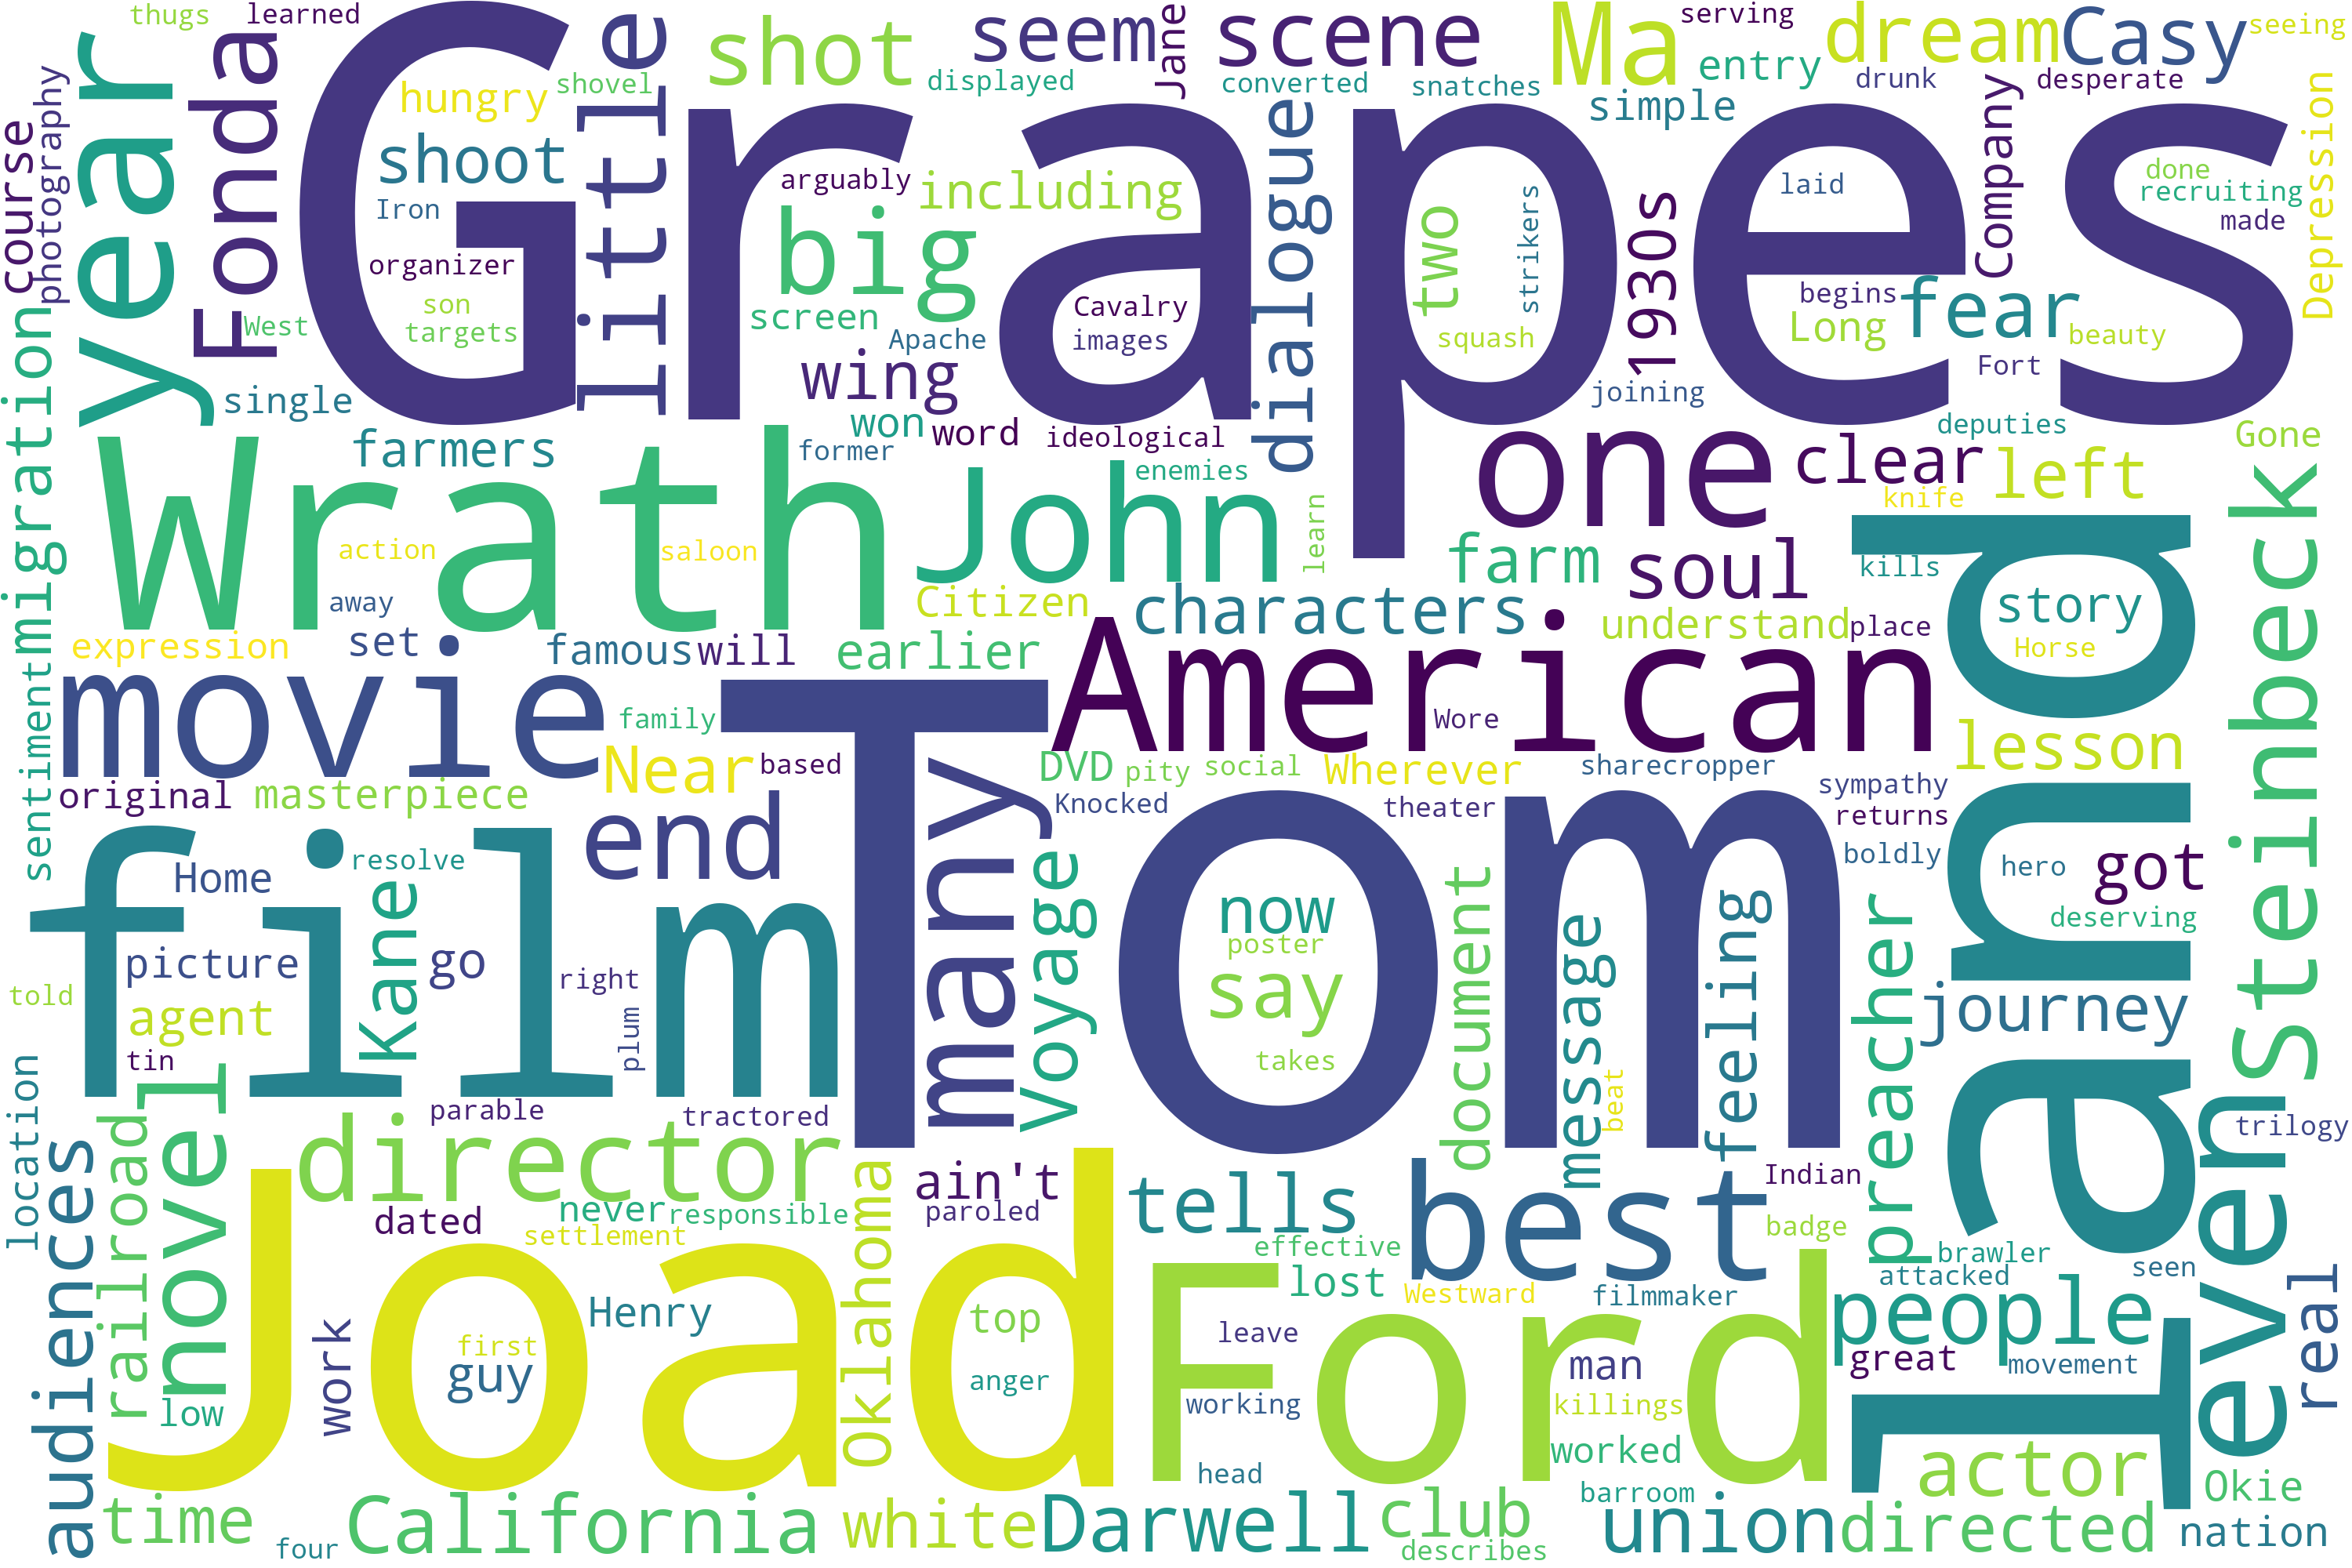 thugs learned Fonda little shot seem Jane scene serving Ma dream Casy seeing
year Grapes
hungry shovel displayed converted snatches entry drunk desperate
course photography shoot simple Company Depression
arguably including dialogue two strikers 1930s laid done recruiting made
Iron big
organizer son targets West screen Apache Cavalry images squash begins Long fear beauty
migration single wing joining Fort
farmers won word ideological former enemies one clear deputies left Gone
Wrath John learn knife Steinbeck
action saloon farm soul kills land
away Citizen characters understand place story Horse
expression set famous will earlier American
movie family Wore
sentiment original masterpiece Near based DVD pity social Wherever sharecropper lesson
Knocked theater sympathy returns
film end many Tom
Home resolve Voyage now document message feeling boldly hero got
picture Kane go right poster say preacher deserving
told agent plum takes journey
tin beat
location railroad novel parable tractored even trilogy
director ain't tells best Indian
audiences dated never responsible Oklahoma paroled settlement effective lost badge brawler attacked seen
Joad Ford Westward filmmaker people real
work Henry top leave man great movement
low first guy anger working killings
worked actor Okie
head barroom
time four California white Darwell club describes union directed nation